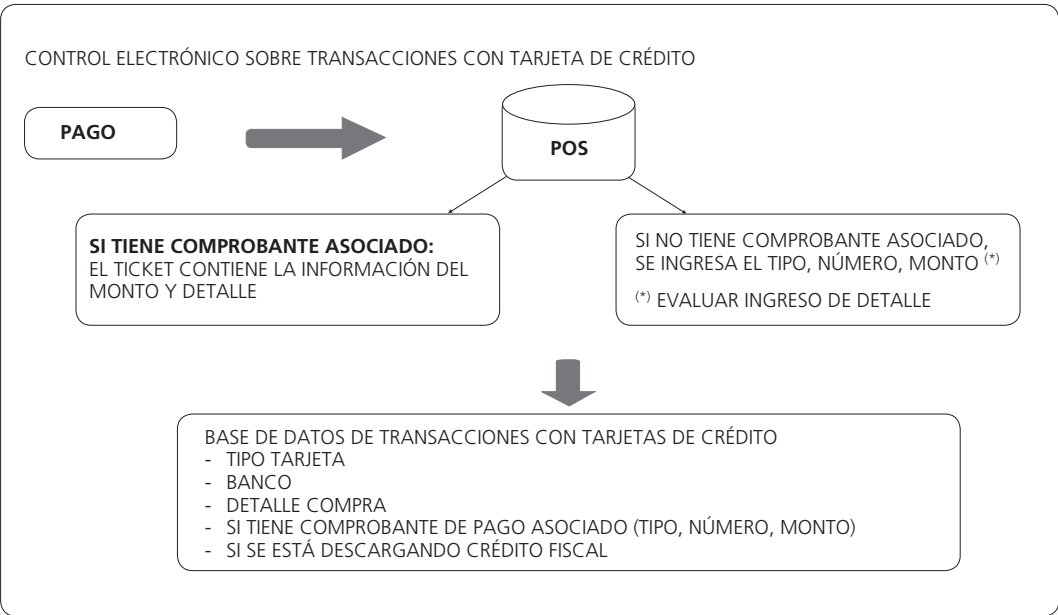 CONTROL ELECTRÓNICO SOBRE TRANSACCIONES CON TARJETA DE CRÉDITO
PAGO
POS
SI TIENE COMPROBANTE ASOCIADO:
EL TICKET CONTIENE LA INFORMACIÓN DEL
MONTO Y DETALLE
SI NO TIENE COMPROBANTE ASOCIADO,
SE INGRESA EL TIPO, NÚMERO, MONTO (*)
(*) EVALUAR INGRESO DE DETALLE
BASE DE DATOS DE TRANSACCIONES CON TARJETAS DE CRÉDITO
- TIPO TARJETA
- BANCO
- DETALLE COMPRA
- SI TIENE COMPROBANTE DE PAGO ASOCIADO (TIPO, NÚMERO, MONTO)
- SI SE ESTÁ DESCARGANDO CRÉDITO FISCAL